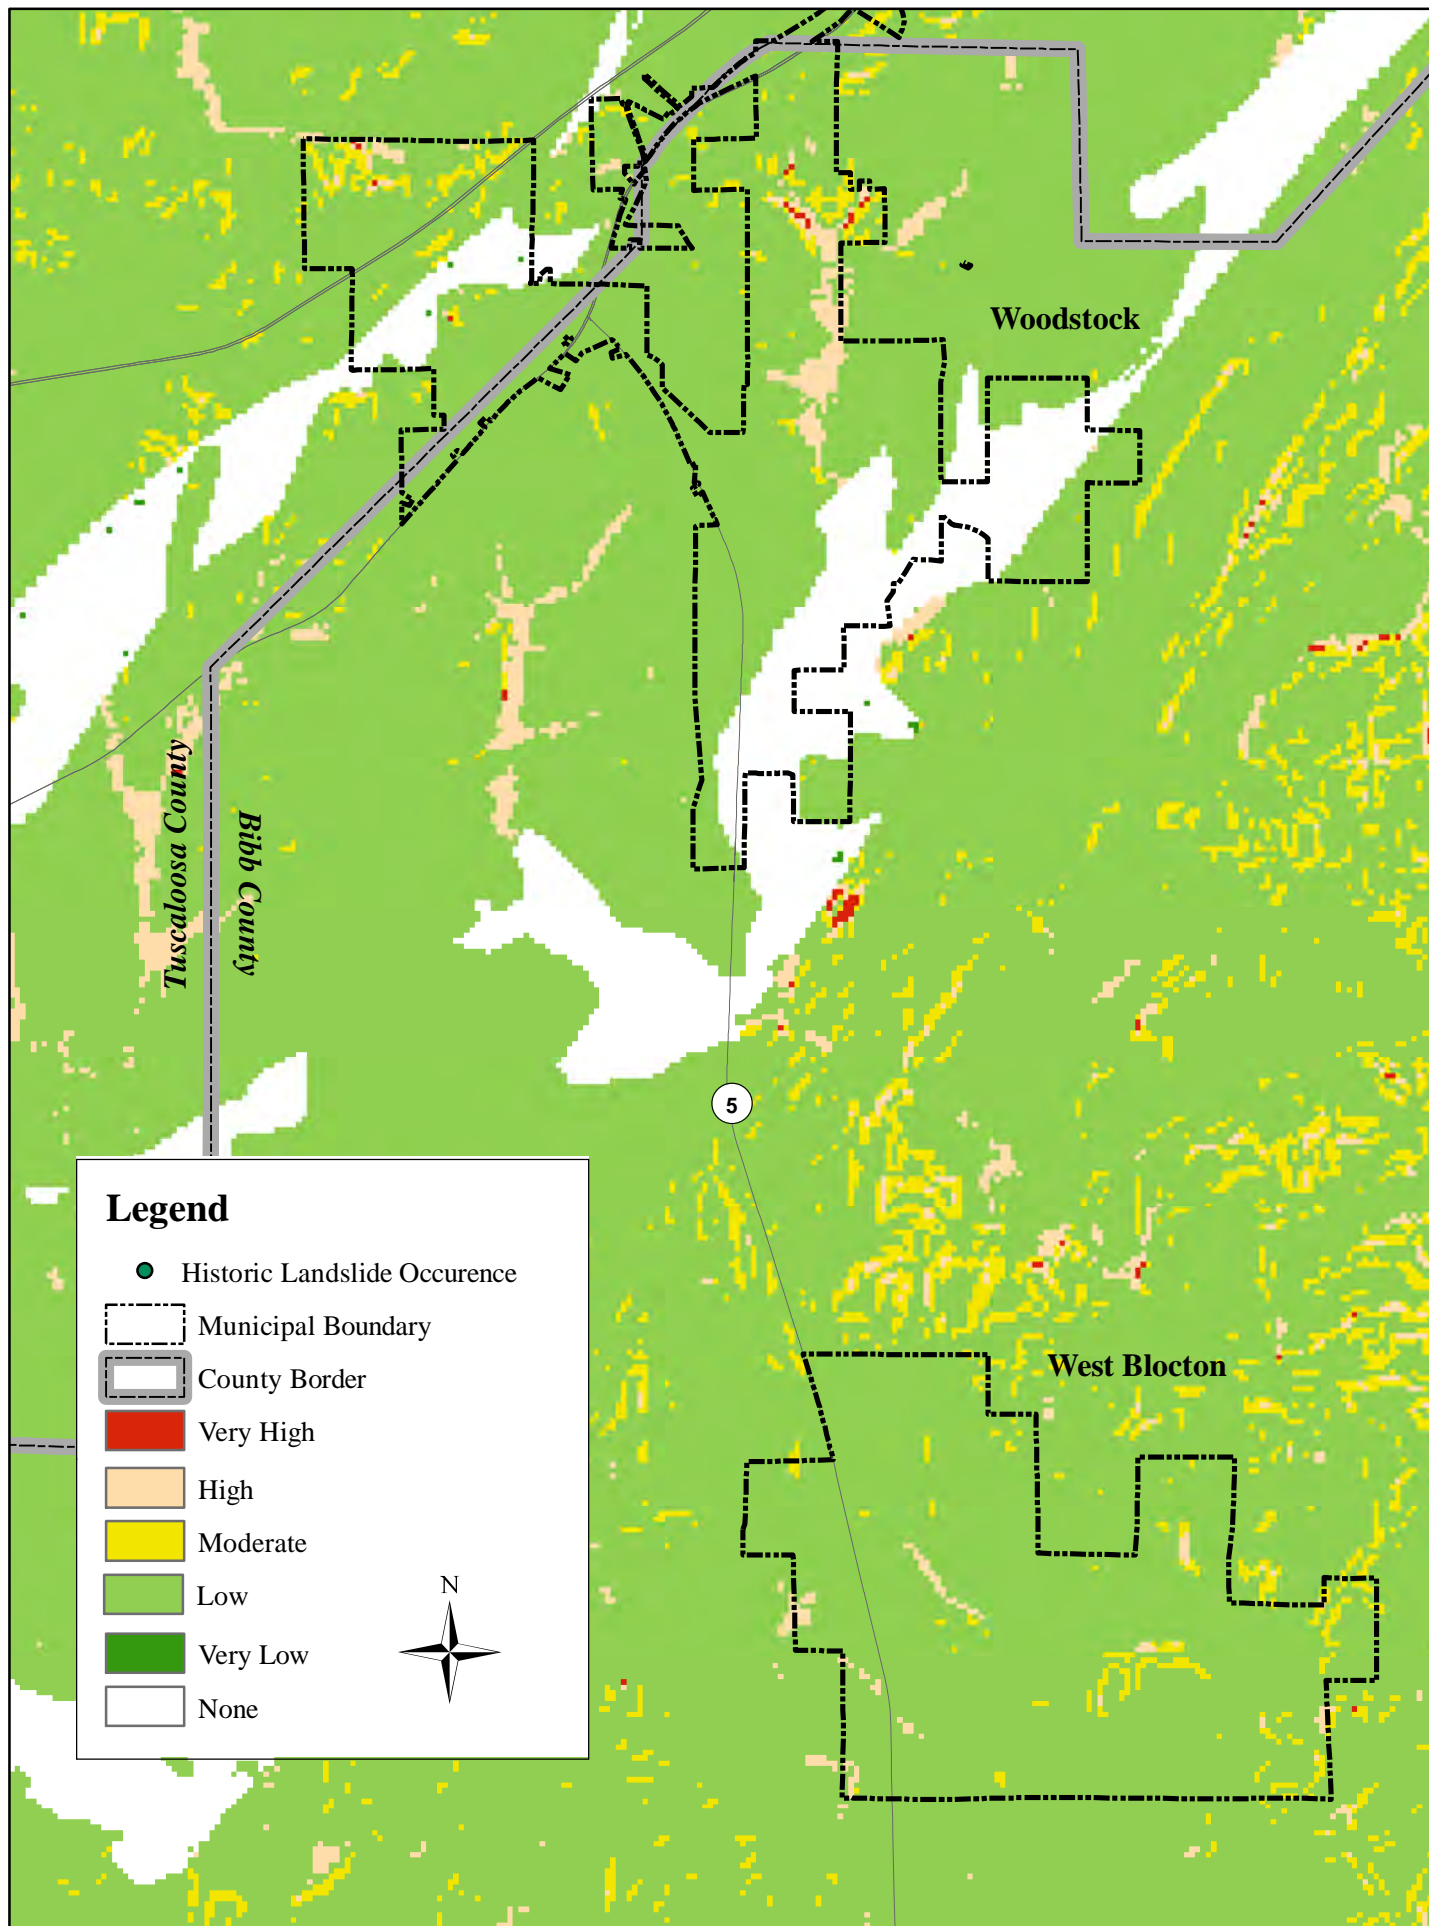 Woodstock
Tuscaloosa County
Bibb County
5
West Blocton
Legend
Historic Landslide Occurence
Municipal Boundary
County Border
Very High
High
Moderate
Low
Very Low
None
N